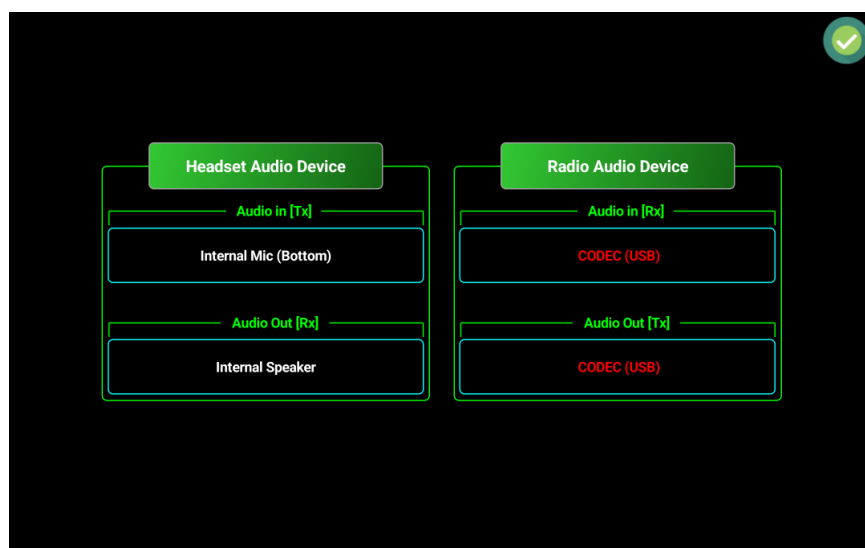 Headset Audio Device
Audio in [Tx]
Internal Mic (Bottom)
Audio Out [Rx]
Internal Speaker
Radio Audio Device
Audio in [Rx]
CODEC (USB)
Audio Out [Tx]
CODEC (USB)